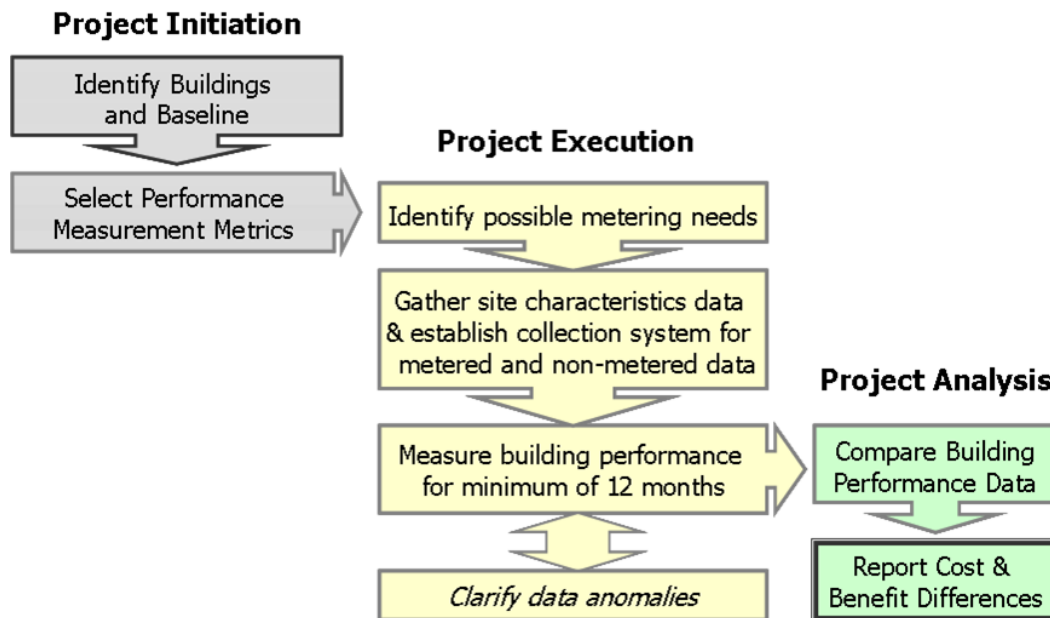 Project Initiation
Identify Buildings
and Baseline
Select Performance
Measurement Metrics
Project Execution
Identify possible metering needs
Gather site characteristics data
& establish collection system for
metered and non-metered data
Measure building performance
for minimum of 12 months
Clarify data anomalies
Project Analysis
Compare Building
Performance Data
Report Cost &
Benefit Differences